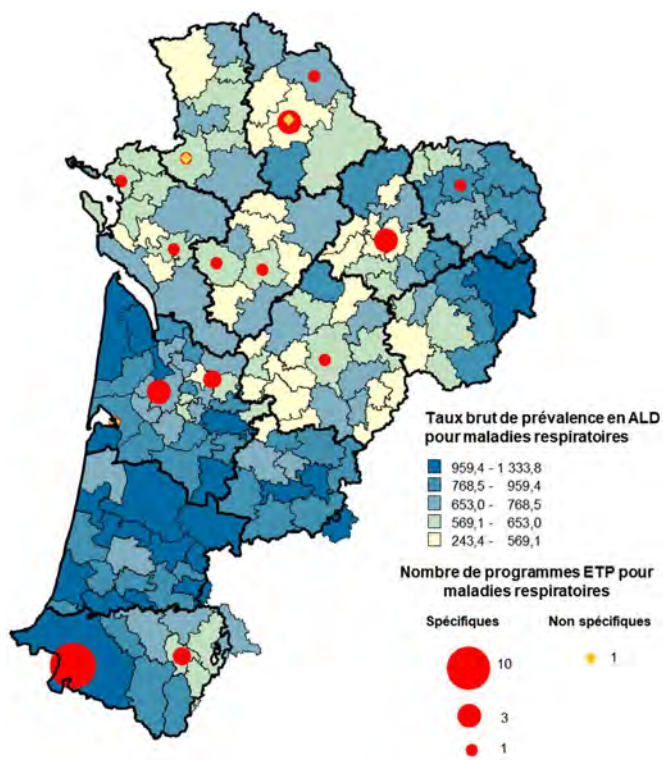 Taux brut de prévalence en ALD
pour maladies respiratoires
959,4 - 1 333,8
768,5 - 959,4
653,0 - 768,5
569,1 - 653,0
243,4 - 569,1
Nombre de programmes ETP pour
maladies respiratoires
Spécifiques Non spécifiques
10 1
3
1